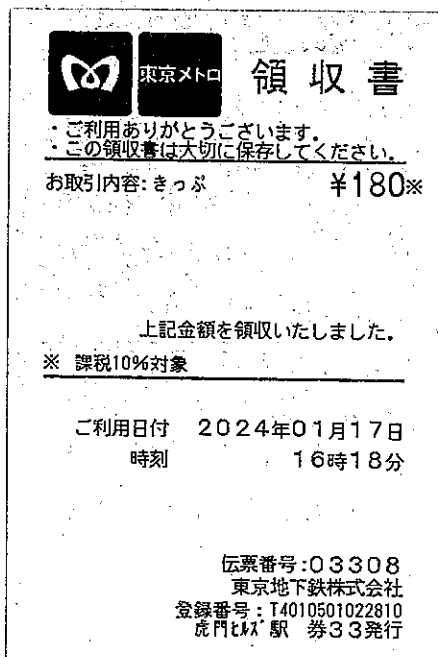 東京メトロ 領収書
・ご利用ありがとうございます。
・この領収書は大切に保存してください。
お取引内容:きっぷ ¥180※
上記金額を領収いたしました。
※ 課税10%対象
ご利用日付 2024年01月17日
時刻 16時18分
伝票番号:03308
東京地下鉄株式会社
登録番号:T4010501022810
虎門ヒルズ駅 券33発行